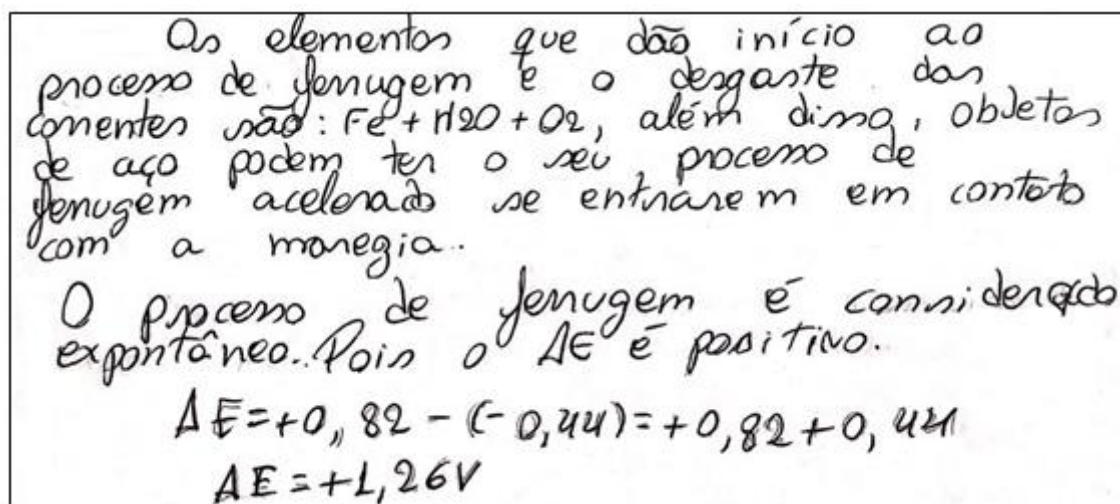 Os elementos que dão início ao
processo de ferrugem e o desgaste das
correntes são: Fe + H2O + O2, além disso, objetos
de aço podem ter o seu processo de
ferrugem acelerado se entrarem em contato
com a maregia.
O processo de ferrugem é considerado
expontâneo. Pois o ΔE é positivo.
ΔE = +0,82 - (-0,44) = +0,82 + 0,44
ΔE = +1,26V